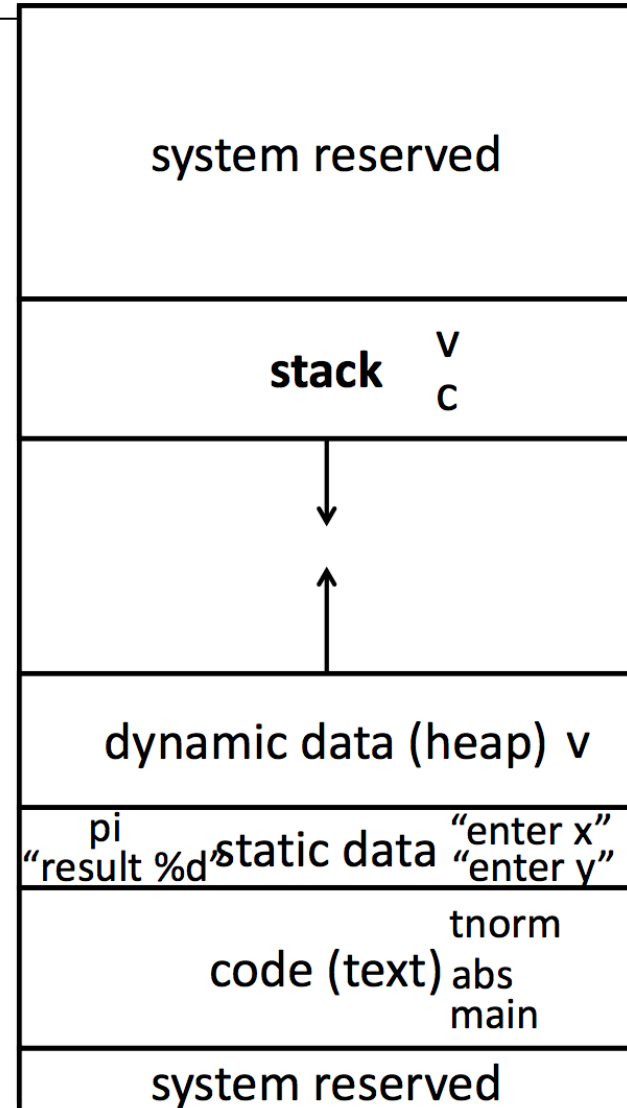 system reserved
v
stack
c
dynamic data (heap) v
pi
"result %d"
static data
"enter x"
"enter y"
tnorm
code (text) abs
main
system reserved